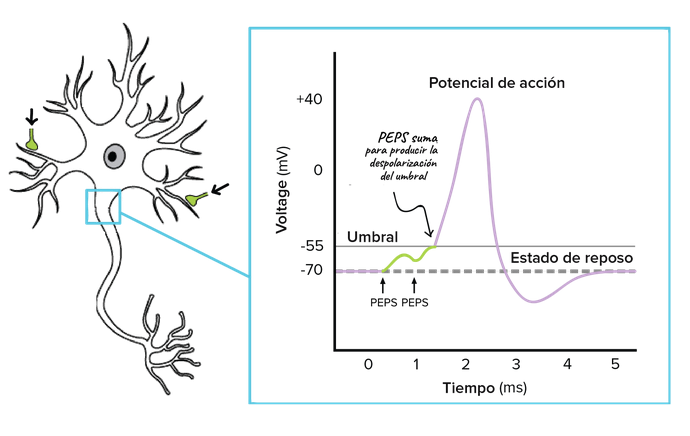 Potencial de acción
+40
PEPS suma
para producir la
despolarización
del umbral
0
Voltage (mV)
Umbral
-55
Estado de reposo
-70
PEPS PEPS
0 1 2 3 4 5
Tiempo (ms)